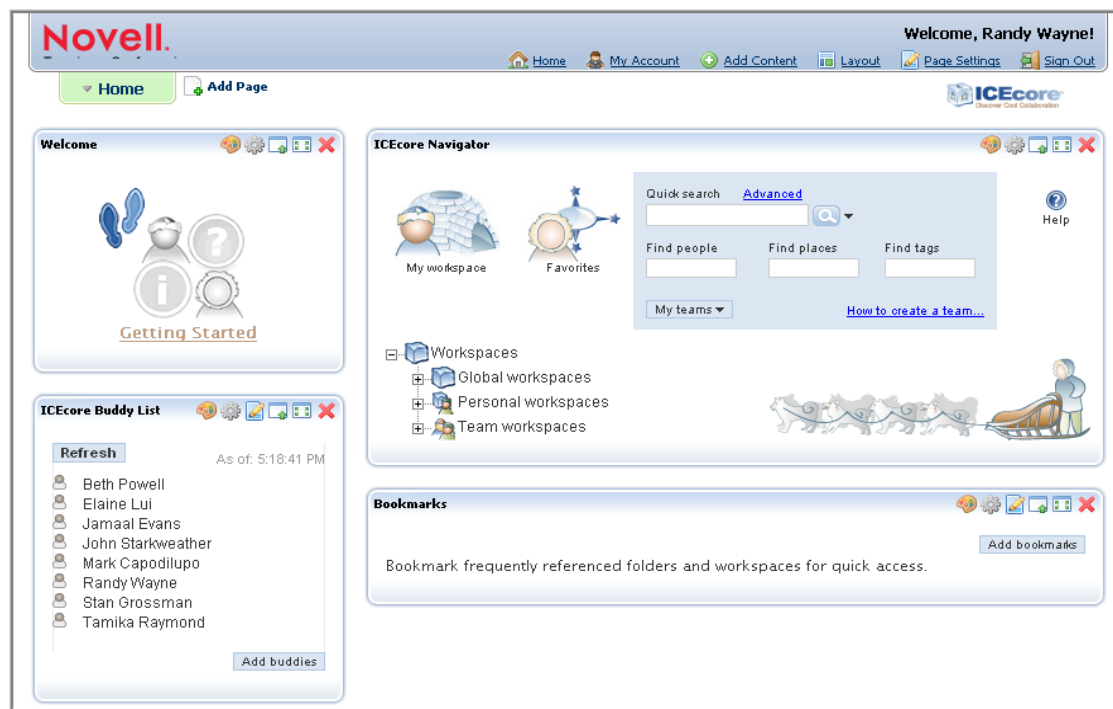 Novell.
Welcome, Randy Wayne!
Home My Account Add Content Layout Page Settings Sign Out
Home Add Page
ICEcore
Discover Cool Collaboration
Welcome
Getting Started
ICEcore Navigator
Quick search Advanced
Help
Find people Find places Find tags
My workspace Favorites
My teams How to create a team...
Workspaces
Global workspaces
Personal workspaces
Team workspaces
ICEcore Buddy List
Refresh As of: 5:18:41 PM
Beth Powell
Elaine Lui
Jamaal Evans
John Starkweather
Mark Capodilupo
Randy Wayne
Stan Grossman
Tamika Raymond
Add buddies
Bookmarks
Add bookmarks
Bookmark frequently referenced folders and workspaces for quick access.